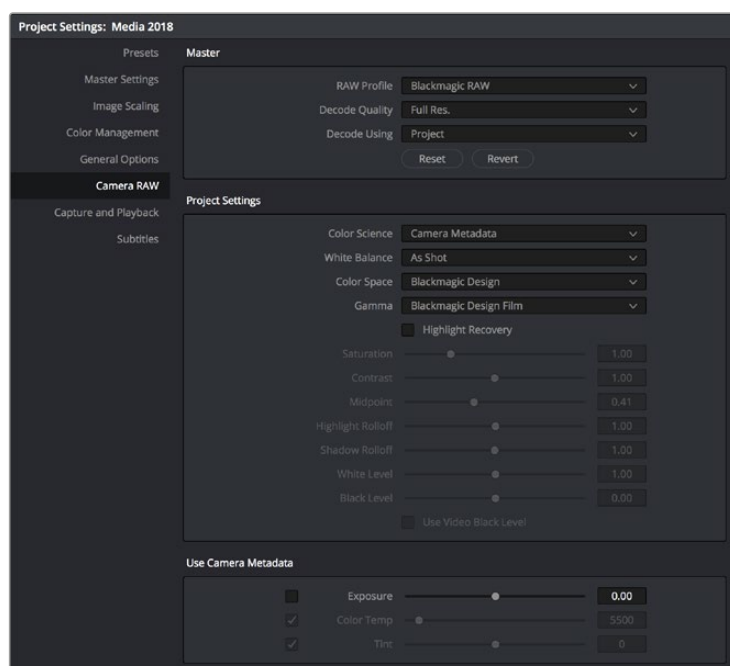 Project Settings: Media 2018
Presets
Master Settings
Image Scaling
Color Management
General Options
Camera RAW
Capture and Playback
Subtitles
Master
RAW Profile Blackmagic RAW
Decode Quality Full Res.
Decode Using Project
Reset Revert
Project Settings
Color Science Camera Metadata
White Balance As Shot
Color Space Blackmagic Design
Gamma Blackmagic Design Film
Highlight Recovery
Saturation 1.00
Contrast 1.00
Midpoint 0.41
Highlight Rolloff 1.00
Shadow Rolloff 1.00
White Level 1.00
Black Level 0.00
Use Video Black Level
Use Camera Metadata
Exposure 0.00
Color Temp 5500
Tint 0